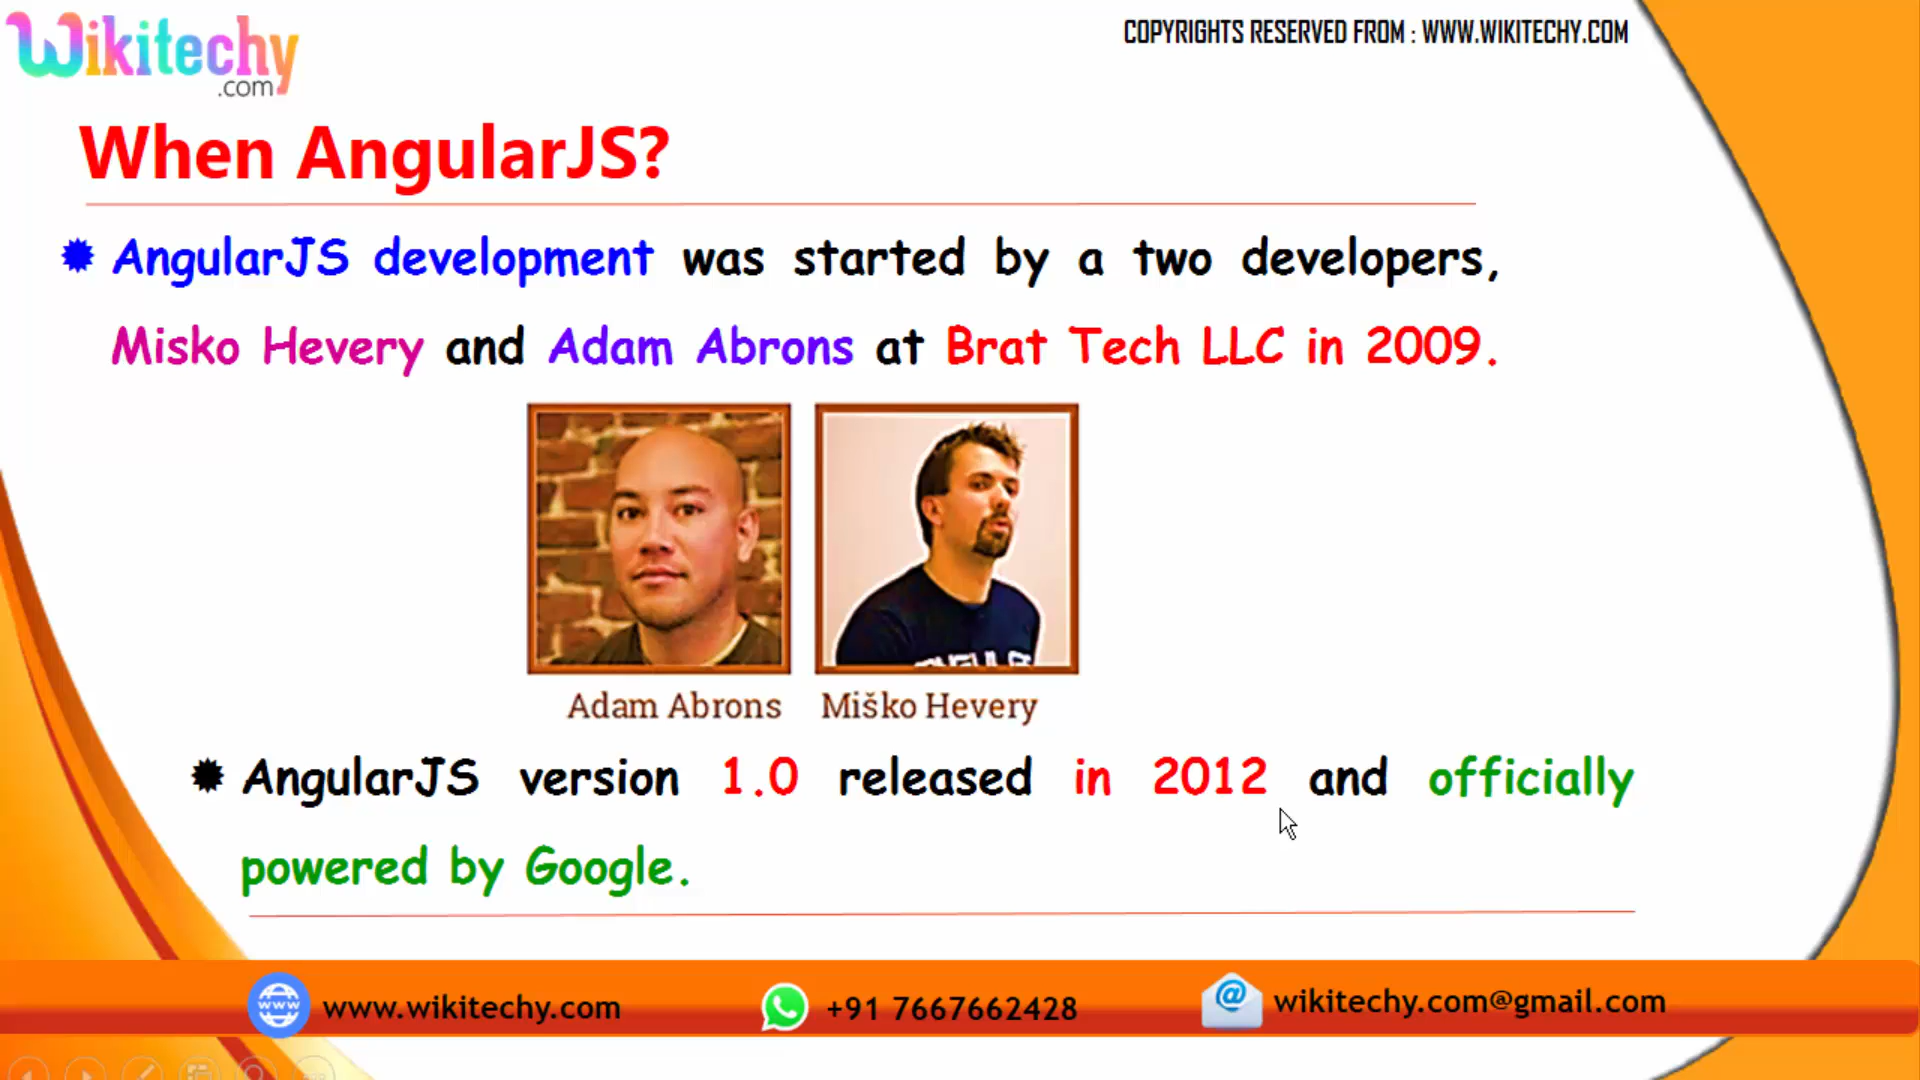 Wikitechy
.com
COPYRIGHTS RESERVED FROM : WWW.WIKITECHY.COM
When AngularJS?
AngularJS development was started by a two developers,
Misko Hevery and Adam Abrons at Brat Tech LLC in 2009.
Adam Abrons
Miško Hevery
AngularJS version 1.0 released in 2012 and officially
powered by Google.
www
www.wikitechy.com
+91 7667662428
@
wikitechy.com@gmail.com